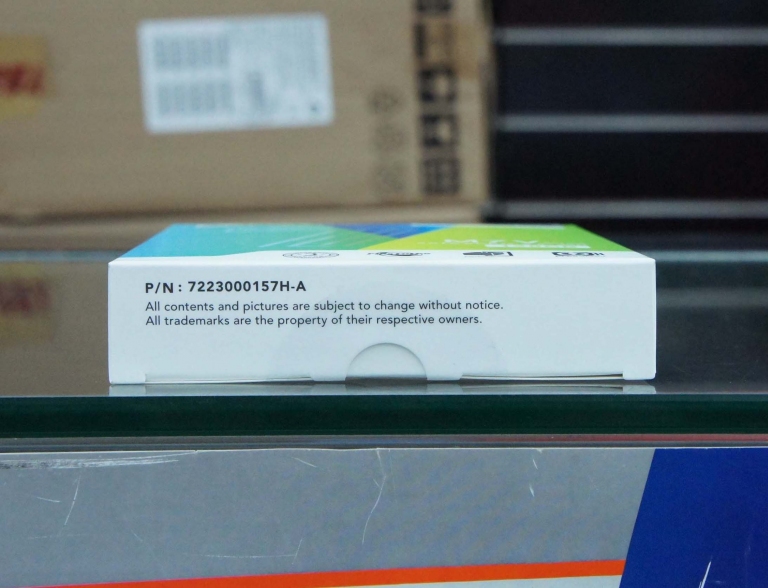 P/N : 7223000157H-A
All contents and pictures are subject to change without notice.
All trademarks are the property of their respective owners.